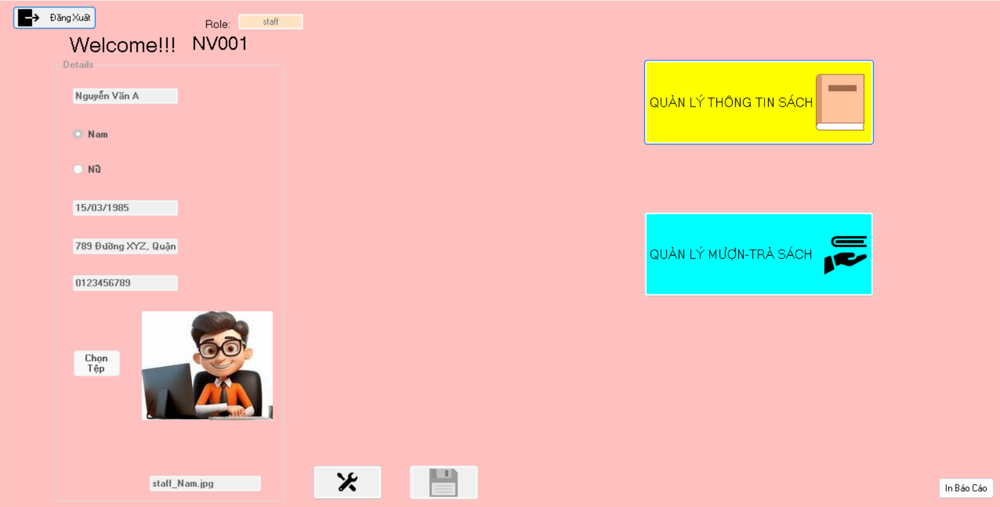 Đăng Xuất
Role: staff
Welcome!!! NV001
Details
Nguyễn Văn A
Nam
Nữ
15/03/1985
789 Đường XYZ, Quận
0123456789
Chọn
Tệp
staff_Nam.jpg
QUẢN LÝ THÔNG TIN SÁCH
QUẢN LÝ MƯỢN-TRẢ SÁCH
In Báo Cáo